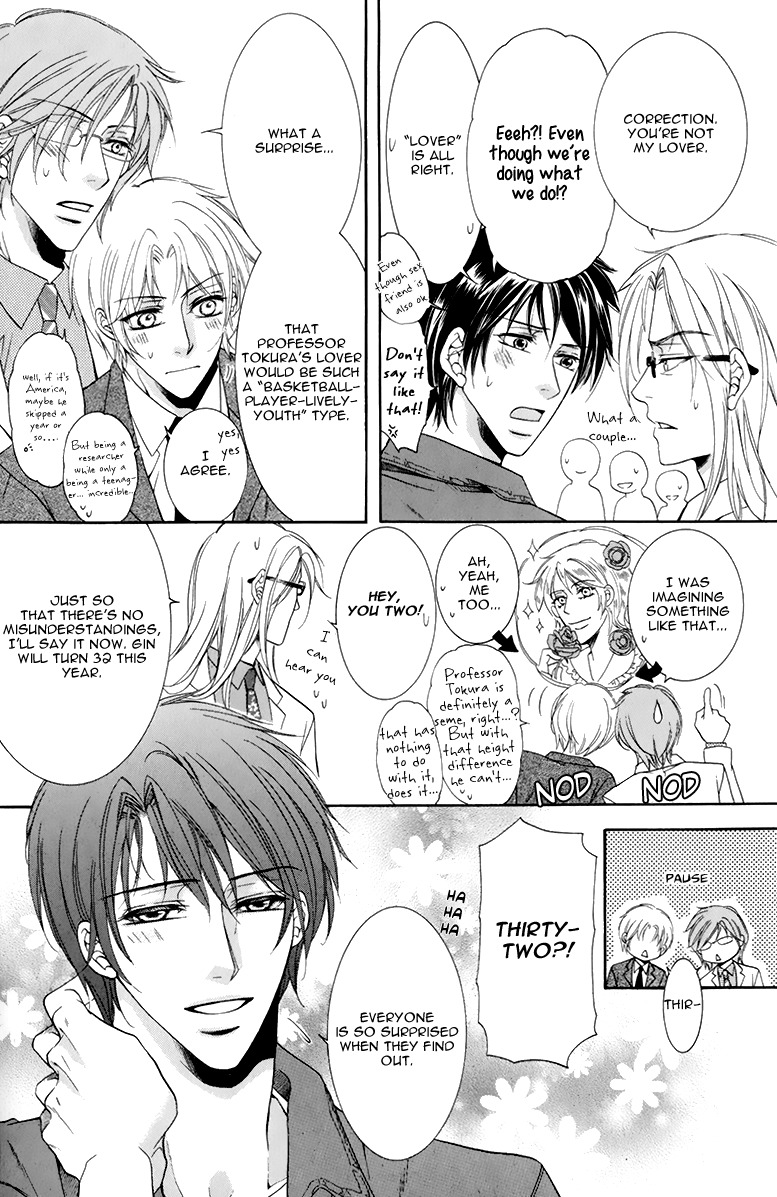 CORRECTION.
YOU'RE NOT
MY LOVER.
Eeeh?! Even
though we're
doing what
we do!?
"LOVER"
IS ALL
RIGHT.
Even
though sex
friend is
also ok
Don't
say it
like
that!
What a
couple...
WHAT A
SURPRISE...
THAT
PROFESSOR
TOKURA'S LOVER
WOULD BE SUCH
A "BASKETBALL-
PLAYER-LIVELY-
YOUTH" TYPE.
yes,
yes
I
AGREE.
Well, if it's
America,
maybe he
skipped a
year or
so....
But being a
researcher
while only a
being a teenag-
er... incredible...
I WAS
IMAGINING
SOMETHING
LIKE THAT...
AH,
YEAH,
ME
TOO...
NOD
NOD
Professor
Tokura is
definitely a
seme, right...?
But with
that height
difference
he can't...
that has
nothing
to do
with it,
does it...
HEY,
YOU TWO!
I
can
hear you
JUST SO
THAT THERE'S NO
MISUNDERSTANDINGS,
I'LL SAY IT NOW. GIN
WILL TURN 32 THIS
YEAR.
PAUSE
THIR-
THIRTY-
TWO?!
HA
HA
HA
EVERYONE
IS SO SURPRISED
WHEN THEY FIND
OUT.